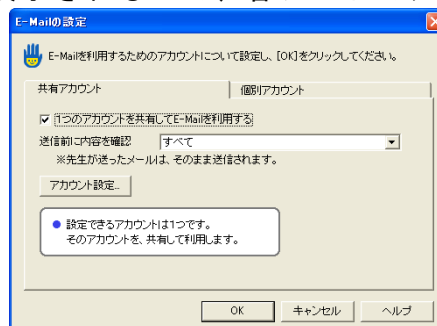 E-Mailの設定
E-Mailを利用するためのアカウントについて設定し、[OK]をクリックしてください。
共有アカウント
個別アカウント
1つのアカウントを共有してE-Mailを利用する
送信前に内容を確認
すべて
※先生が送ったメールは、そのまま送信されます。
アカウント設定...
● 設定できるアカウントは1つです。
そのアカウントを、共有して利用します。
OK
キャンセル
ヘルプ